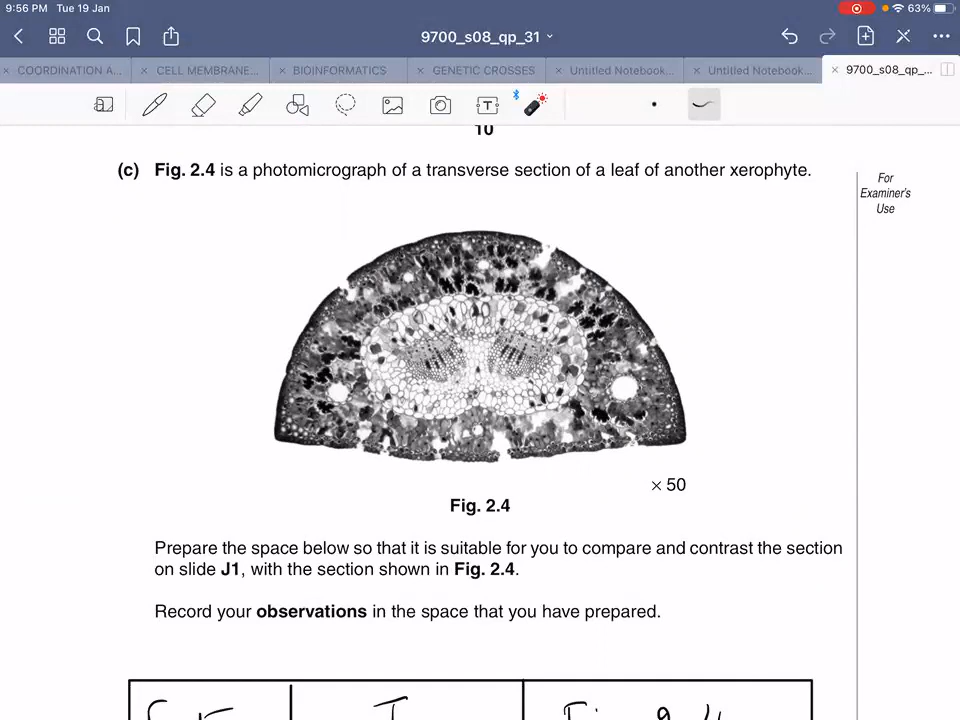 9:56 PM Tue 19 Jan 63%
9700_s08_qp_31
COORDINATION A... CELL MEMBRANE... BIOINFORMATICS GENETIC CROSSES Untitled Notebook... Untitled Notebook... 9700_s08_qp_...
10
(c) Fig. 2.4 is a photomicrograph of a transverse section of a leaf of another xerophyte.
For
Examiner's
Use
× 50
Fig. 2.4
Prepare the space below so that it is suitable for you to compare and contrast the section
on slide J1, with the section shown in Fig. 2.4.
Record your observations in the space that you have prepared.